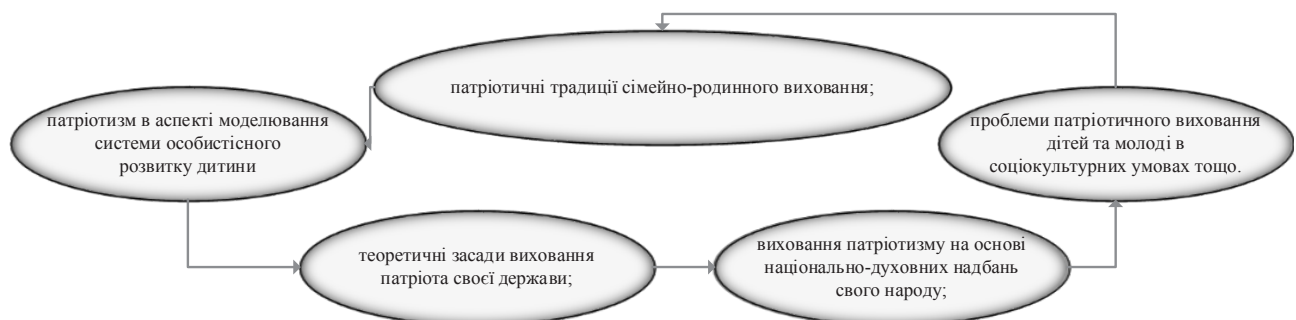 патріотичні традиції сімейно-родинного виховання;
патріотизм в аспекті моделювання
системи особистісного
розвитку дитини
проблеми патріотичного виховання
дітей та молоді в
соціокультурних умовах тощо.
теоретичні засади виховання
патріота своєї держави;
виховання патріотизму на основі
національно-духовних надбань
свого народу;